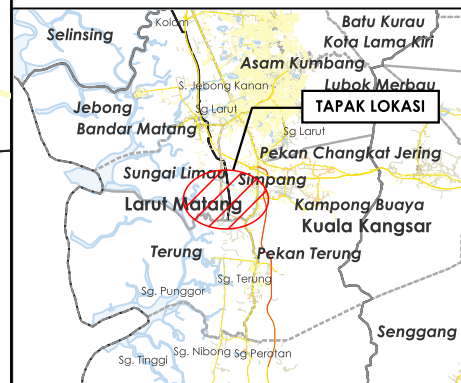 Kolam
Batu Kurau
Selinsing
Kota Lama Kiri
Asam Kumbang
S. Jebong Kanan
Lubok Merbau
Jebong
Sg Larut
TAPAK LOKASI
Bandar Matang
Sg Larut
Pekan Changkat Jering
Sungai Limau
Simpang
Larut Matang
Kampong Buaya
Kuala Kangsar
Terung
Pekan Terung
Sg. Terung
Sg. Punggor
Senggang
Sg. Nibong
Sg Peratan
Sg. Tinggi